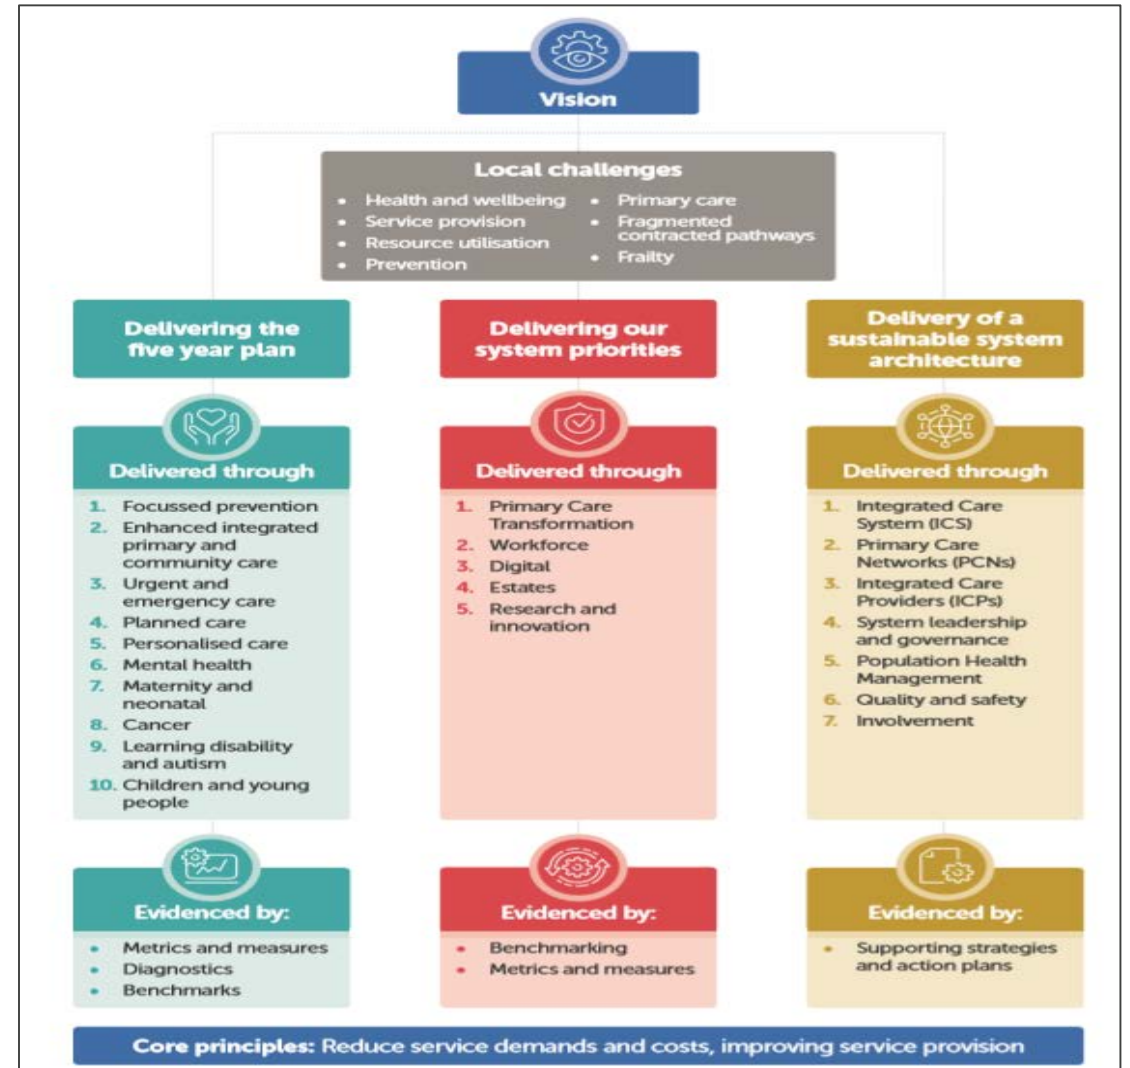 Vision
Local challenges
• Health and wellbeing
• Service provision
• Resource utilisation
• Prevention
• Primary care
• Fragmented
contracted pathways
• Frailty
Delivering the
five year plan
Delivered through
1. Focussed prevention
2. Enhanced integrated
primary and
community care
3. Urgent and
emergency care
4. Planned care
5. Personalised care
6. Mental health
7. Maternity and
neonatal
8. Cancer
9. Learning disability
and autism
10. Children and young
people
Evidenced by:
• Metrics and measures
• Diagnostics
• Benchmarks
Delivering our
system priorities
Delivered through
1. Primary Care
Transformation
2. Workforce
3. Digital
4. Estates
5. Research and
innovation
Evidenced by:
• Benchmarking
• Metrics and measures
Delivery of a
sustainable system
architecture
Delivered through
1. Integrated Care
System (ICS)
2. Primary Care
Networks (PCNs)
3. Integrated Care
Providers (ICPs)
4. System leadership
and governance
5. Population Health
Management
6. Quality and safety
7. Involvement
Evidenced by:
• Supporting strategies
and action plans
Core principles: Reduce service demands and costs, improving service provision